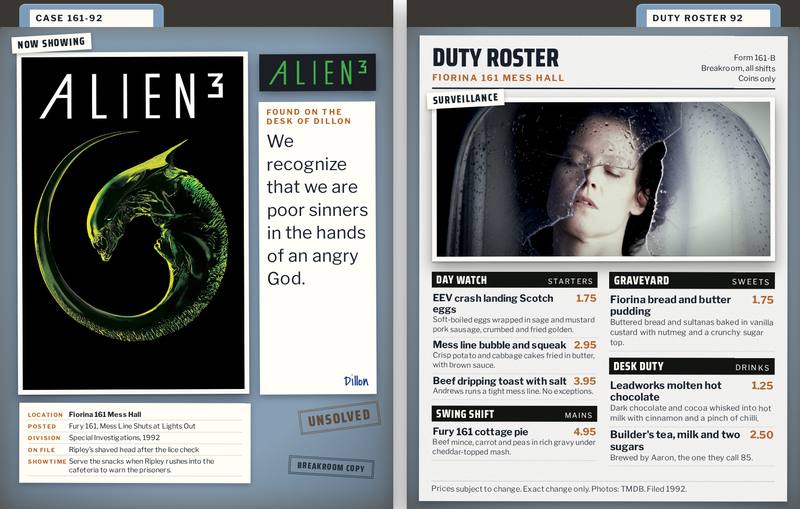 CASE 161-92
NOW SHOWING
ALIEN³
ALIEN³
FOUND ON THE
DESK OF DILLON
We
recognize
that we are
poor sinners
in the hands
of an angry
God.
Dillon
LOCATION Fiorina 161 Mess Hall
POSTED Fury 161, Mess Line Shuts at Lights Out
DIVISION Special Investigations, 1992
ON FILE Ripley's shaved head after the lice check
SHOWTIME Serve the snacks when Ripley rushes into the
cafeteria to warn the prisoners.
UNSOLVED
BREAKROOM COPY
DUTY ROSTER 92
DUTY ROSTER
FIORINA 161 MESS HALL
Form 161-B
Breakroom, all shifts
Coins only
SURVEILLANCE
DAY WATCH STARTERS
EEV crash landing Scotch 1.75
eggs
Soft-boiled eggs wrapped in sage and mustard
pork sausage, crumbed and fried golden.
Mess line bubble and squeak 2.95
Crisp potato and cabbage cakes fried in butter,
with brown sauce.
Beef dripping toast with salt 3.95
Andrews runs a tight mess line. No exceptions.
SWING SHIFT MAINS
Fury 161 cottage pie 4.95
Beef mince, carrot and peas in rich gravy under
cheddar-topped mash.
GRAVEYARD SWEETS
Fiorina bread and butter 1.75
pudding
Buttered bread and sultanas baked in vanilla
custard with nutmeg and a crunchy sugar
top.
DESK DUTY DRINKS
Leadworks molten hot 1.25
chocolate
Dark chocolate and cocoa whisked into hot
milk with cinnamon and a pinch of chilli.
Builder's tea, milk and two 2.50
sugars
Brewed by Aaron, the one they call 85.
Prices subject to change. Exact change only. Photos: TMDB. Filed 1992.